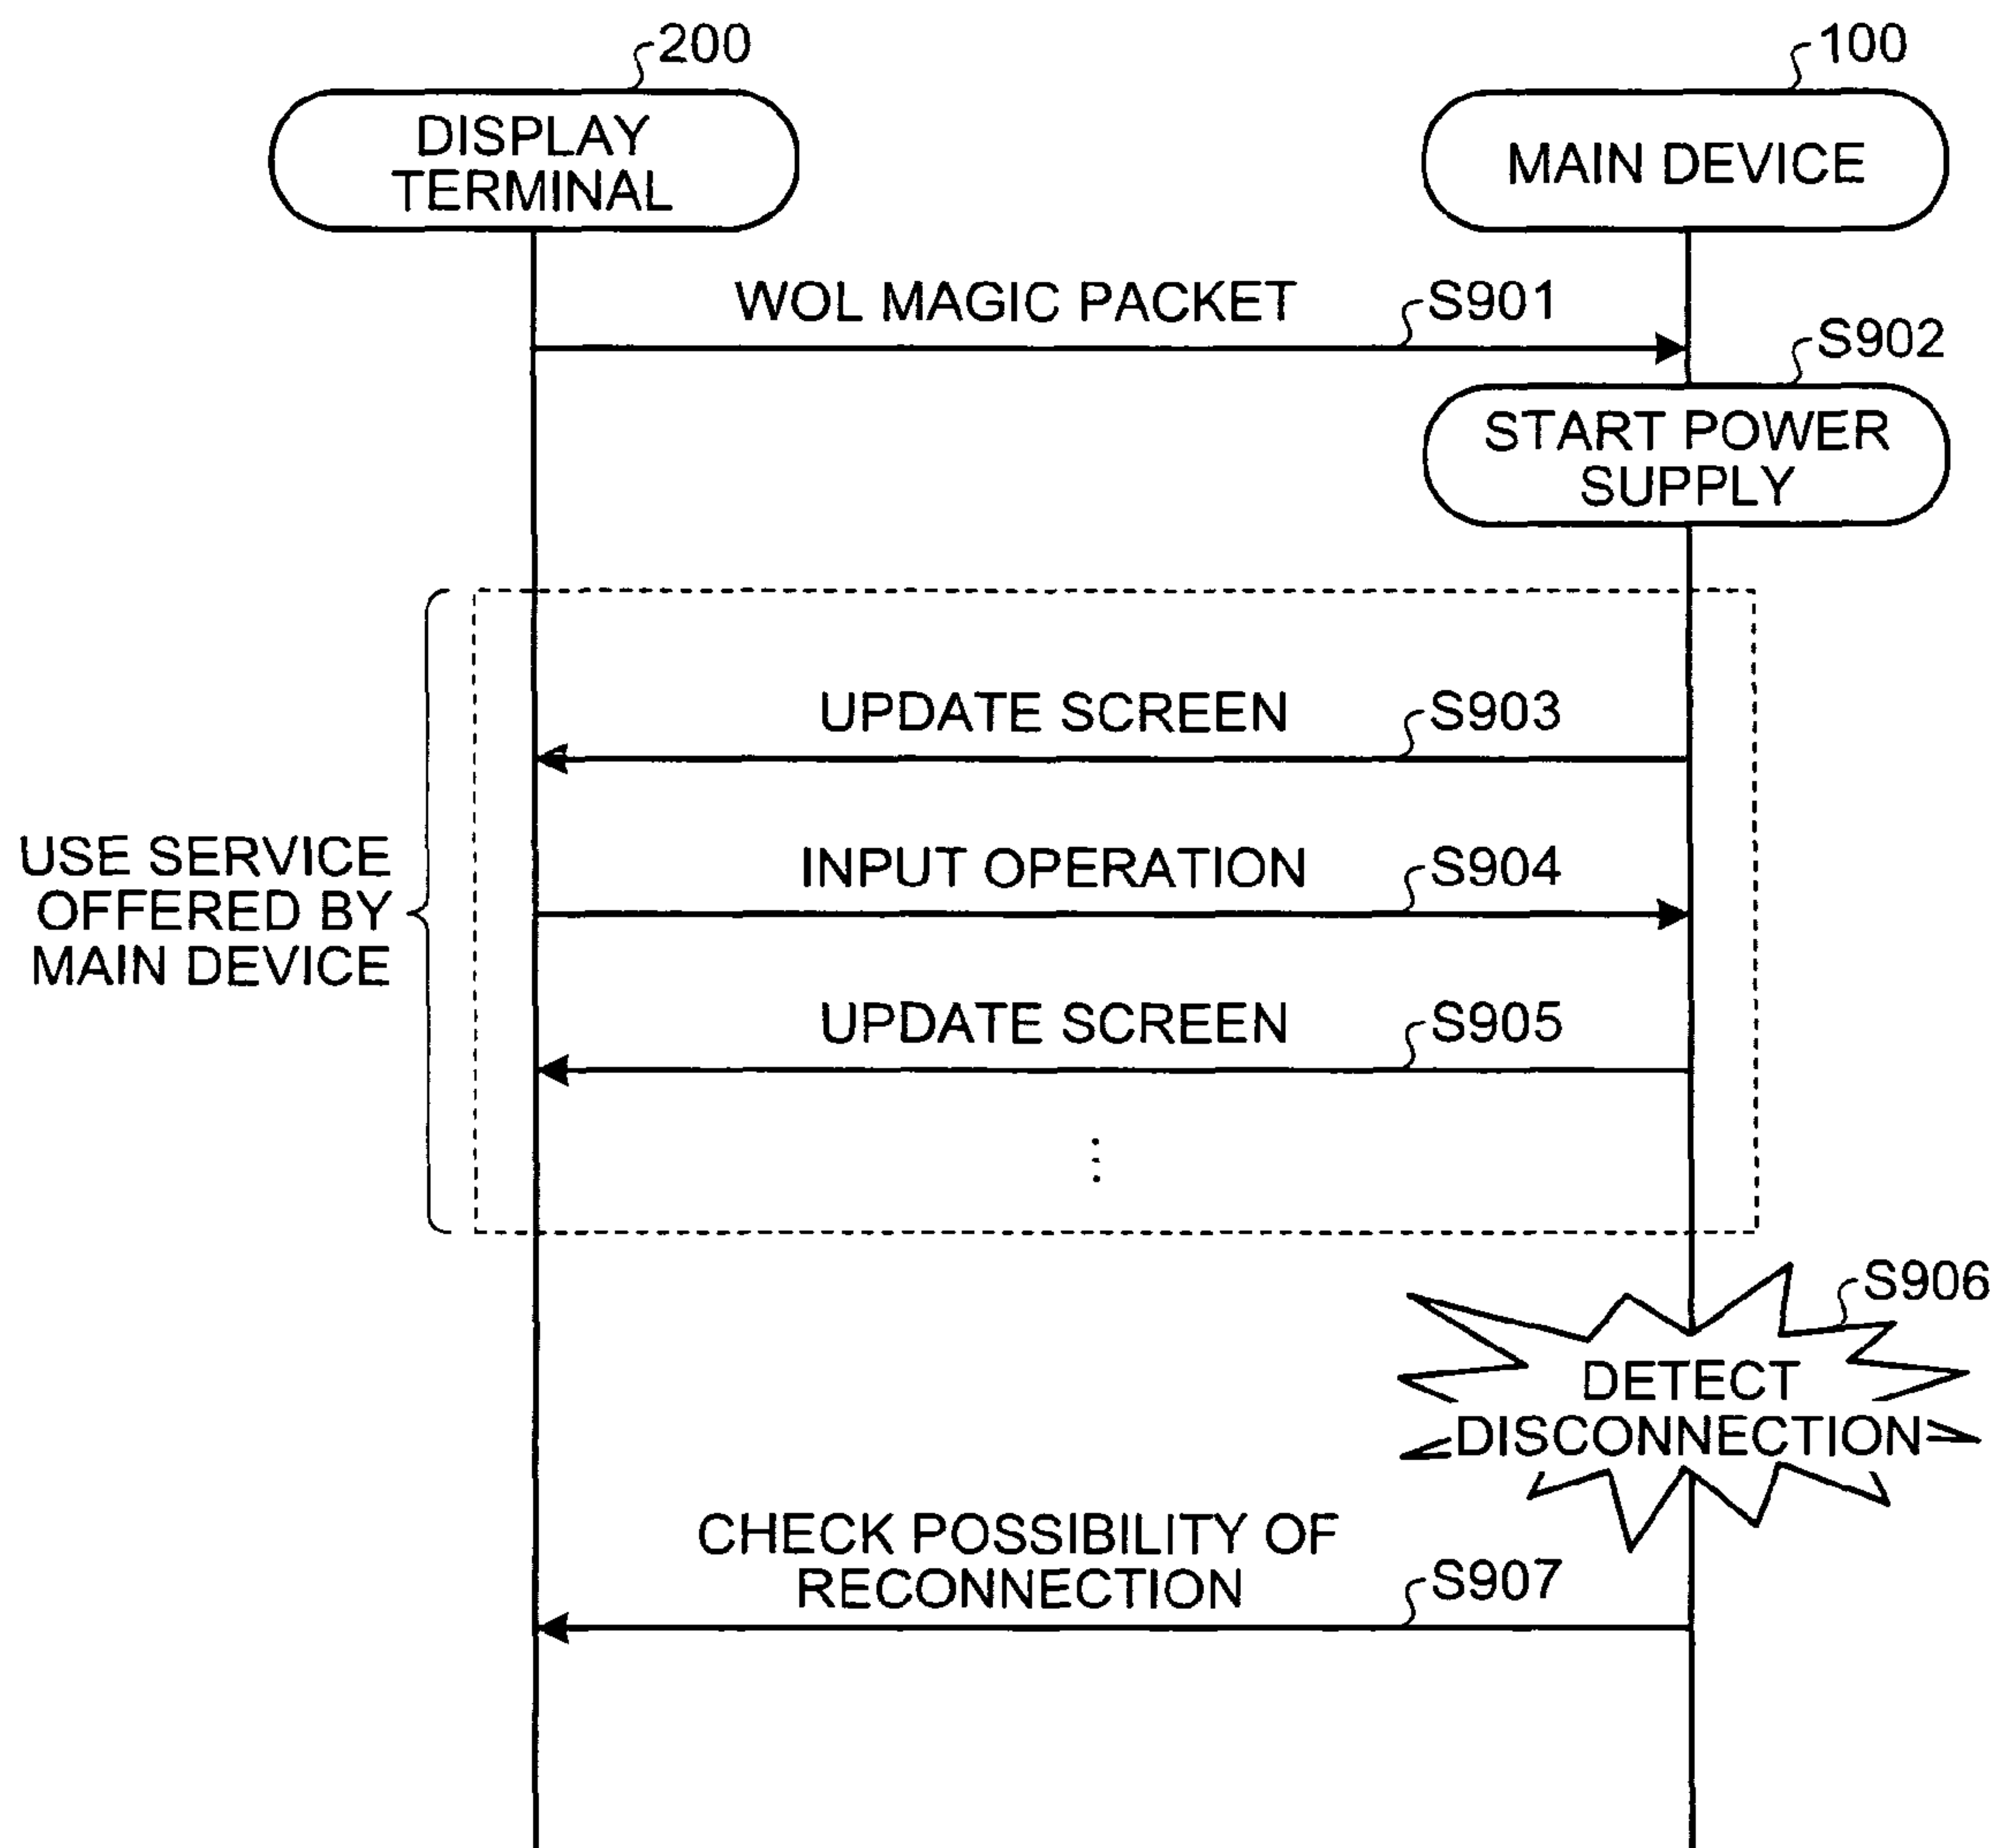 200
100
DISPLAY
TERMINAL
MAIN DEVICE
WOL MAGIC PACKET
S901
S902
START POWER
SUPPLY
UPDATE SCREEN
S903
USE SERVICE
OFFERED BY
MAIN DEVICE
INPUT OPERATION
S904
UPDATE SCREEN
S905
S906
DETECT
DISCONNECTION
CHECK POSSIBILITY OF
RECONNECTION
S907